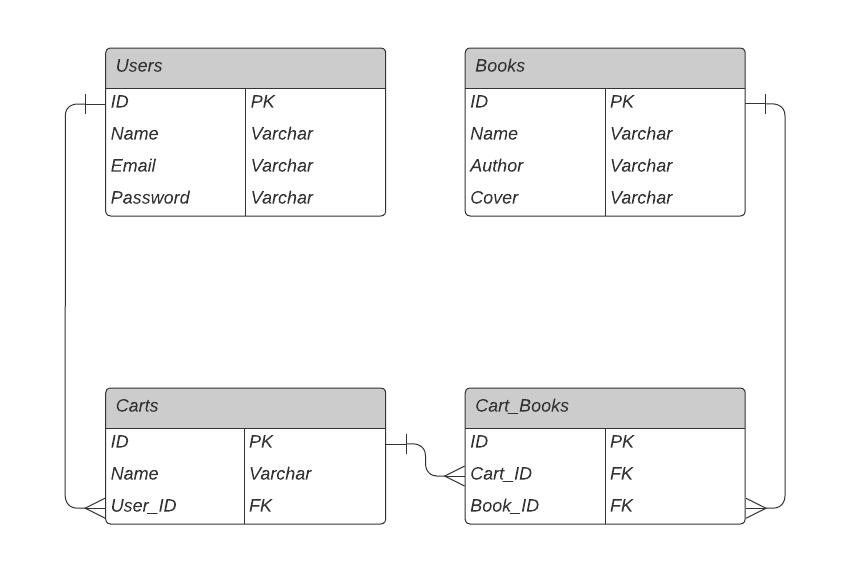 Users
ID PK
Name Varchar
Email Varchar
Password Varchar
Books
ID PK
Name Varchar
Author Varchar
Cover Varchar
Carts
ID PK
Name Varchar
User_ID FK
Cart_Books
ID PK
Cart_ID FK
Book_ID FK